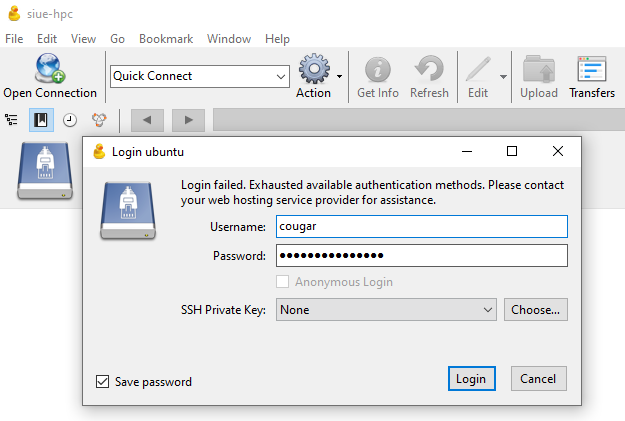 siue-hpc
File Edit View Go Bookmark Window Help
Open Connection Quick Connect Action Get Info Refresh Edit Upload Transfers
Login ubuntu
Login failed. Exhausted available authentication methods. Please contact
your web hosting service provider for assistance.
Username: cougar
Password: ●●●●●●●●●●●●●●●
Anonymous Login
SSH Private Key: None Choose...
Save password Login Cancel